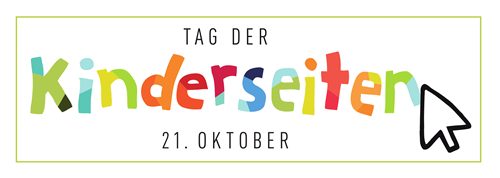 TAG DER
Kinderseiten
21. OKTOBER